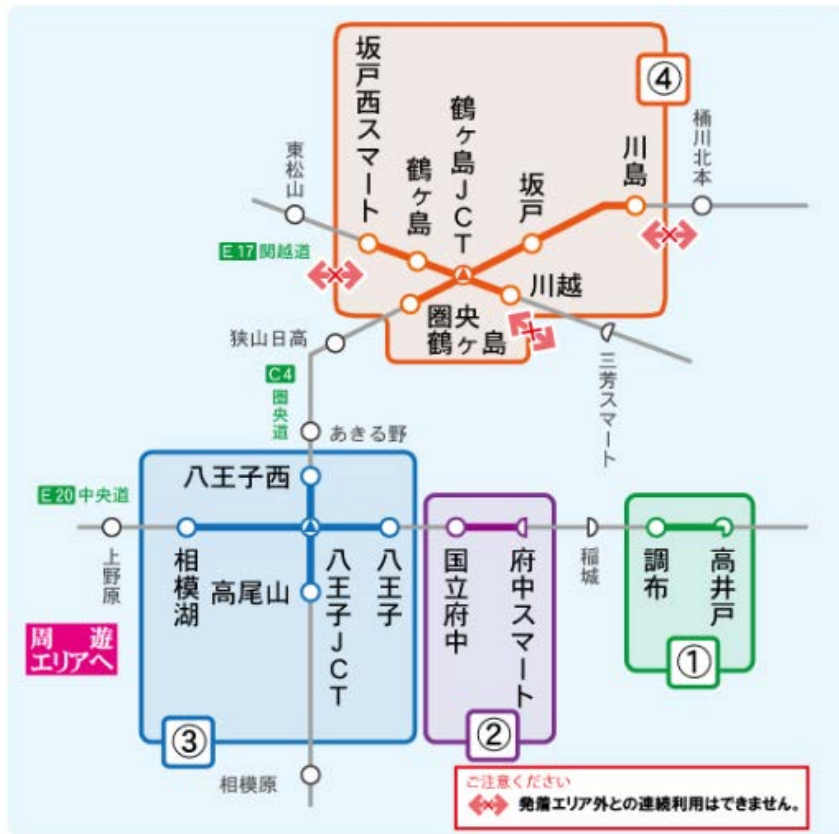 ④
坂戸西スマート
鶴ヶ島
鶴ヶ島JCT
坂戸
川島
桶川北本
東松山
E17 関越道
川越
圏央
鶴ヶ島
狭山日高
三芳スマート
C4
圏央道
あきる野
八王子西
E20 中央道
上野原
相模湖
高尾山
八王子JCT
八王子
国立府中
府中スマート
稲城
調布
高井戸
周遊
エリアへ
③
②
①
相模原
ご注意ください
発着エリア外との連続利用はできません。